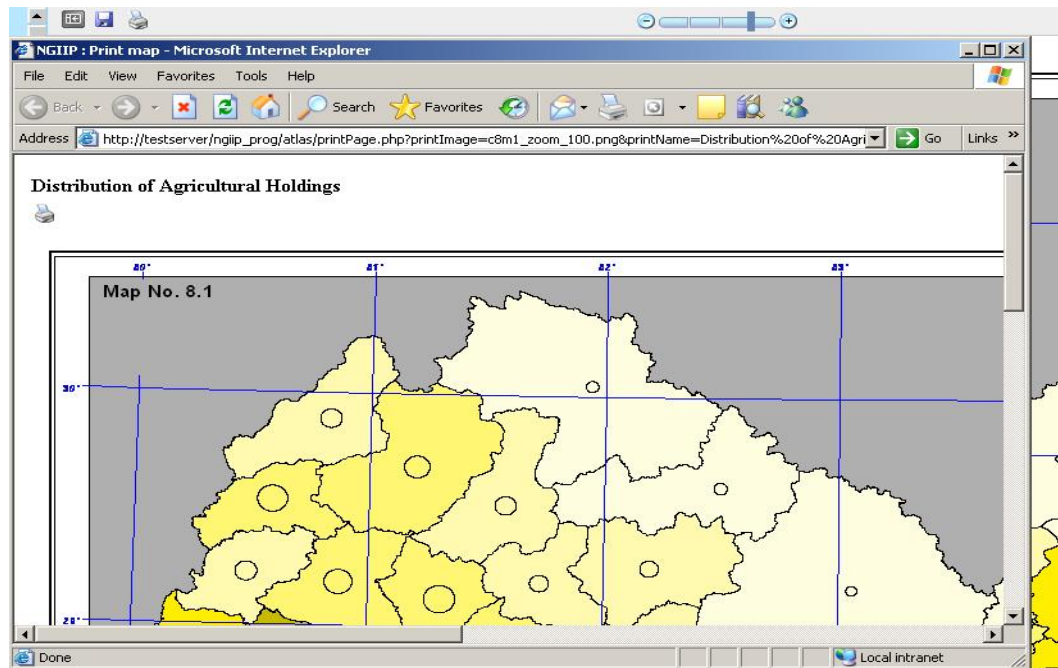 NGIIP : Print map - Microsoft Internet Explorer
File Edit View Favorites Tools Help
Back Search Favorites
Address http://testserver/ngiip_prog/atlas/printPage.php?printImage=c8m1_zoom_100.png&printName=Distribution%20of%20Agri Go Links »
Distribution of Agricultural Holdings
80° 81° 82° 83°
Map No. 8.1
30°
29°
Done Local intranet